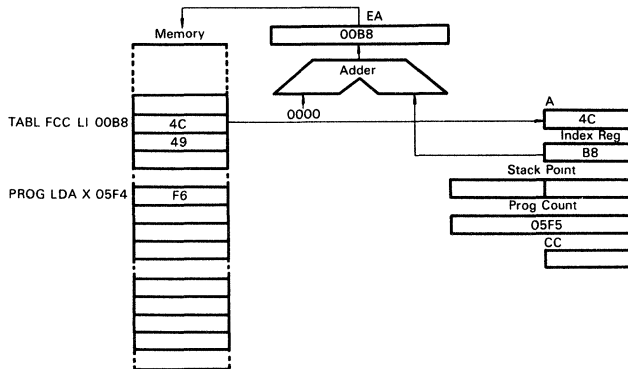 EA
00B8
Memory
Adder
0000
A
TABL FCC LI 00B8
4C
4C
49
Index Reg
B8
Stack Point
PROG LDA X 05F4
F6
Prog Count
05F5
CC